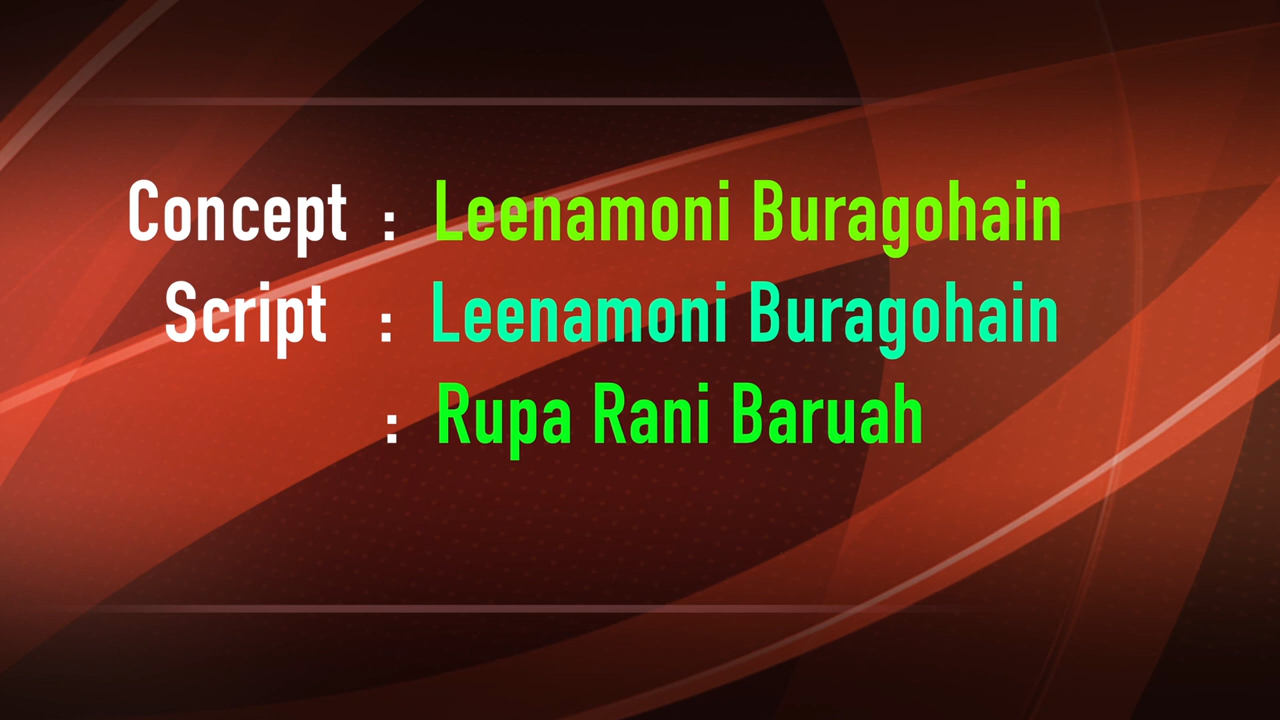 Concept : Leenamoni Buragohain
Script : Leenamoni Buragohain
: Rupa Rani Baruah